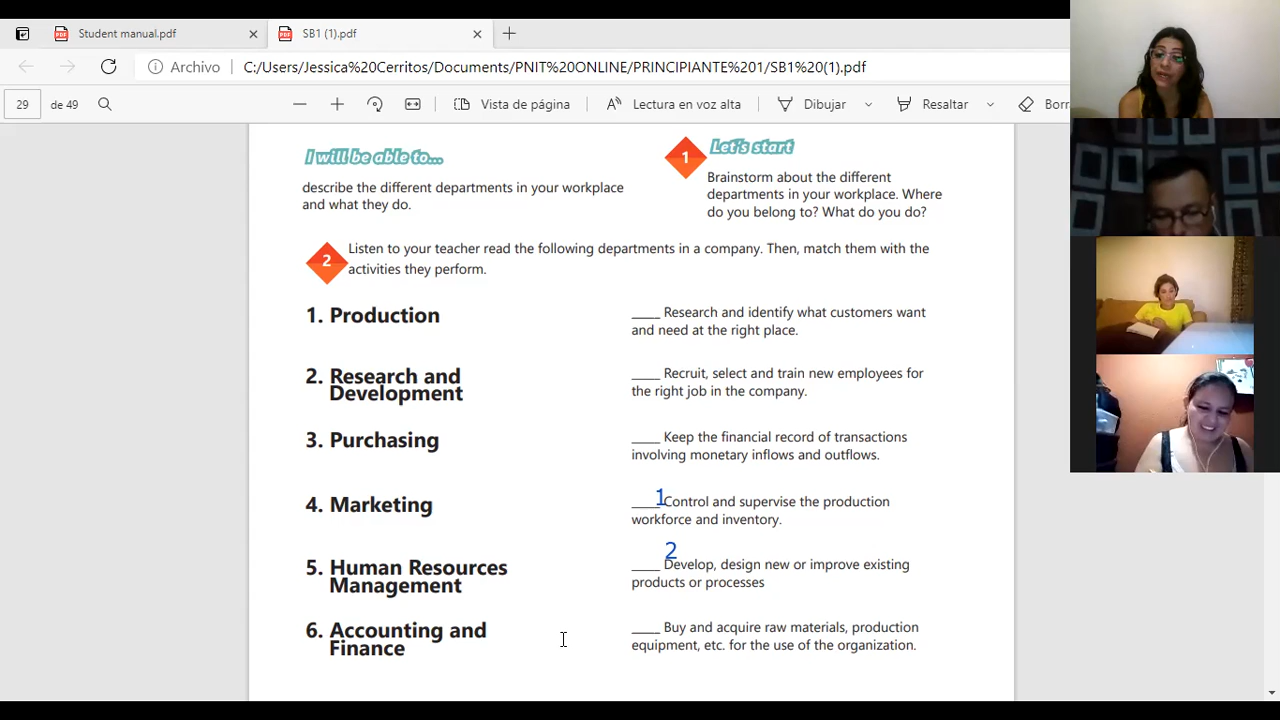 Student manual.pdf
SB1 (1).pdf
Archivo
C:/Users/Jessica%20Cerritos/Documents/PNIT%20ONLINE/PRINCIPIANTE%201/SB1%20(1).pdf
29
de 49
Vista de página
Lectura en voz alta
Dibujar
Resaltar
Borr
I will be able to...
describe the different departments in your workplace
and what they do.
1
Let's start
Brainstorm about the different
departments in your workplace. Where
do you belong to? What do you do?
2
Listen to your teacher read the following departments in a company. Then, match them with the
activities they perform.
1. Production
____ Research and identify what customers want
and need at the right place.
2. Research and
Development
____ Recruit, select and train new employees for
the right job in the company.
3. Purchasing
____ Keep the financial record of transactions
involving monetary inflows and outflows.
4. Marketing
1
____ Control and supervise the production
workforce and inventory.
5. Human Resources
Management
2
____ Develop, design new or improve existing
products or processes
6. Accounting and
Finance
____ Buy and acquire raw materials, production
equipment, etc. for the use of the organization.